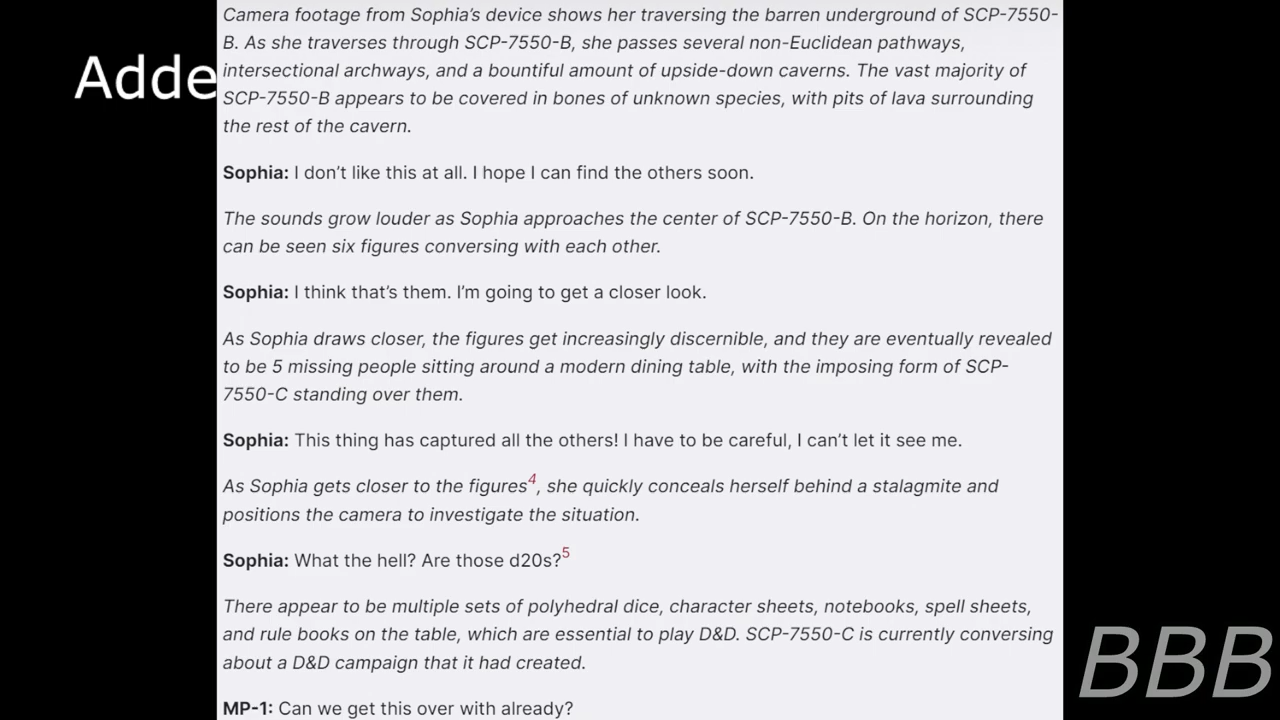 Adde
Camera footage from Sophia’s device shows her traversing the barren underground of SCP-7550-
B. As she traverses through SCP-7550-B, she passes several non-Euclidean pathways,
intersectional archways, and a bountiful amount of upside-down caverns. The vast majority of
SCP-7550-B appears to be covered in bones of unknown species, with pits of lava surrounding
the rest of the cavern.
Sophia: I don’t like this at all. I hope I can find the others soon.
The sounds grow louder as Sophia approaches the center of SCP-7550-B. On the horizon, there
can be seen six figures conversing with each other.
Sophia: I think that’s them. I’m going to get a closer look.
As Sophia draws closer, the figures get increasingly discernible, and they are eventually revealed
to be 5 missing people sitting around a modern dining table, with the imposing form of SCP-
7550-C standing over them.
Sophia: This thing has captured all the others! I have to be careful, I can’t let it see me.
As Sophia gets closer to the figures4, she quickly conceals herself behind a stalagmite and
positions the camera to investigate the situation.
Sophia: What the hell? Are those d20s?5
There appear to be multiple sets of polyhedral dice, character sheets, notebooks, spell sheets,
and rule books on the table, which are essential to play D&D. SCP-7550-C is currently conversing
about a D&D campaign that it had created.
MP-1: Can we get this over with already?
BBB